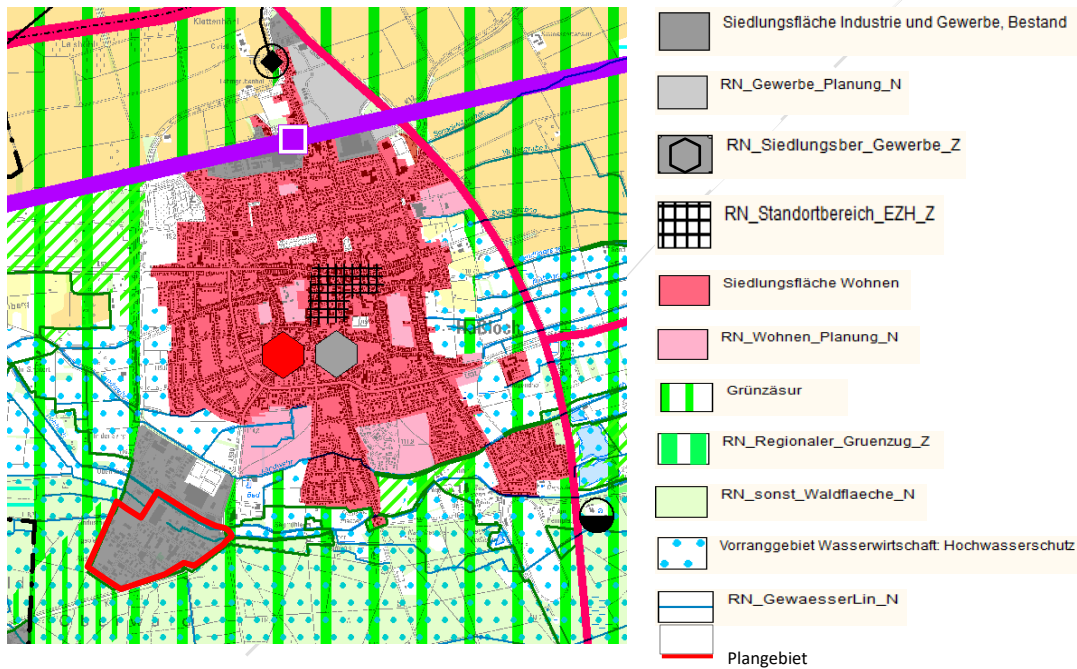 Siedlungsfläche Industrie und Gewerbe, Bestand
RN_Gewerbe_Planung_N
RN_Siedlungsber_Gewerbe_Z
RN_Standortbereich_EZH_Z
Siedlungsfläche Wohnen
RN_Wohnen_Planung_N
Grünzäsur
RN_Regionaler_Gruenzug_Z
RN_sonst_Waldflaeche_N
Vorranggebiet Wasserwirtschaft: Hochwasserschutz
RN_GewaesserLin_N
Plangebiet
Haßloch